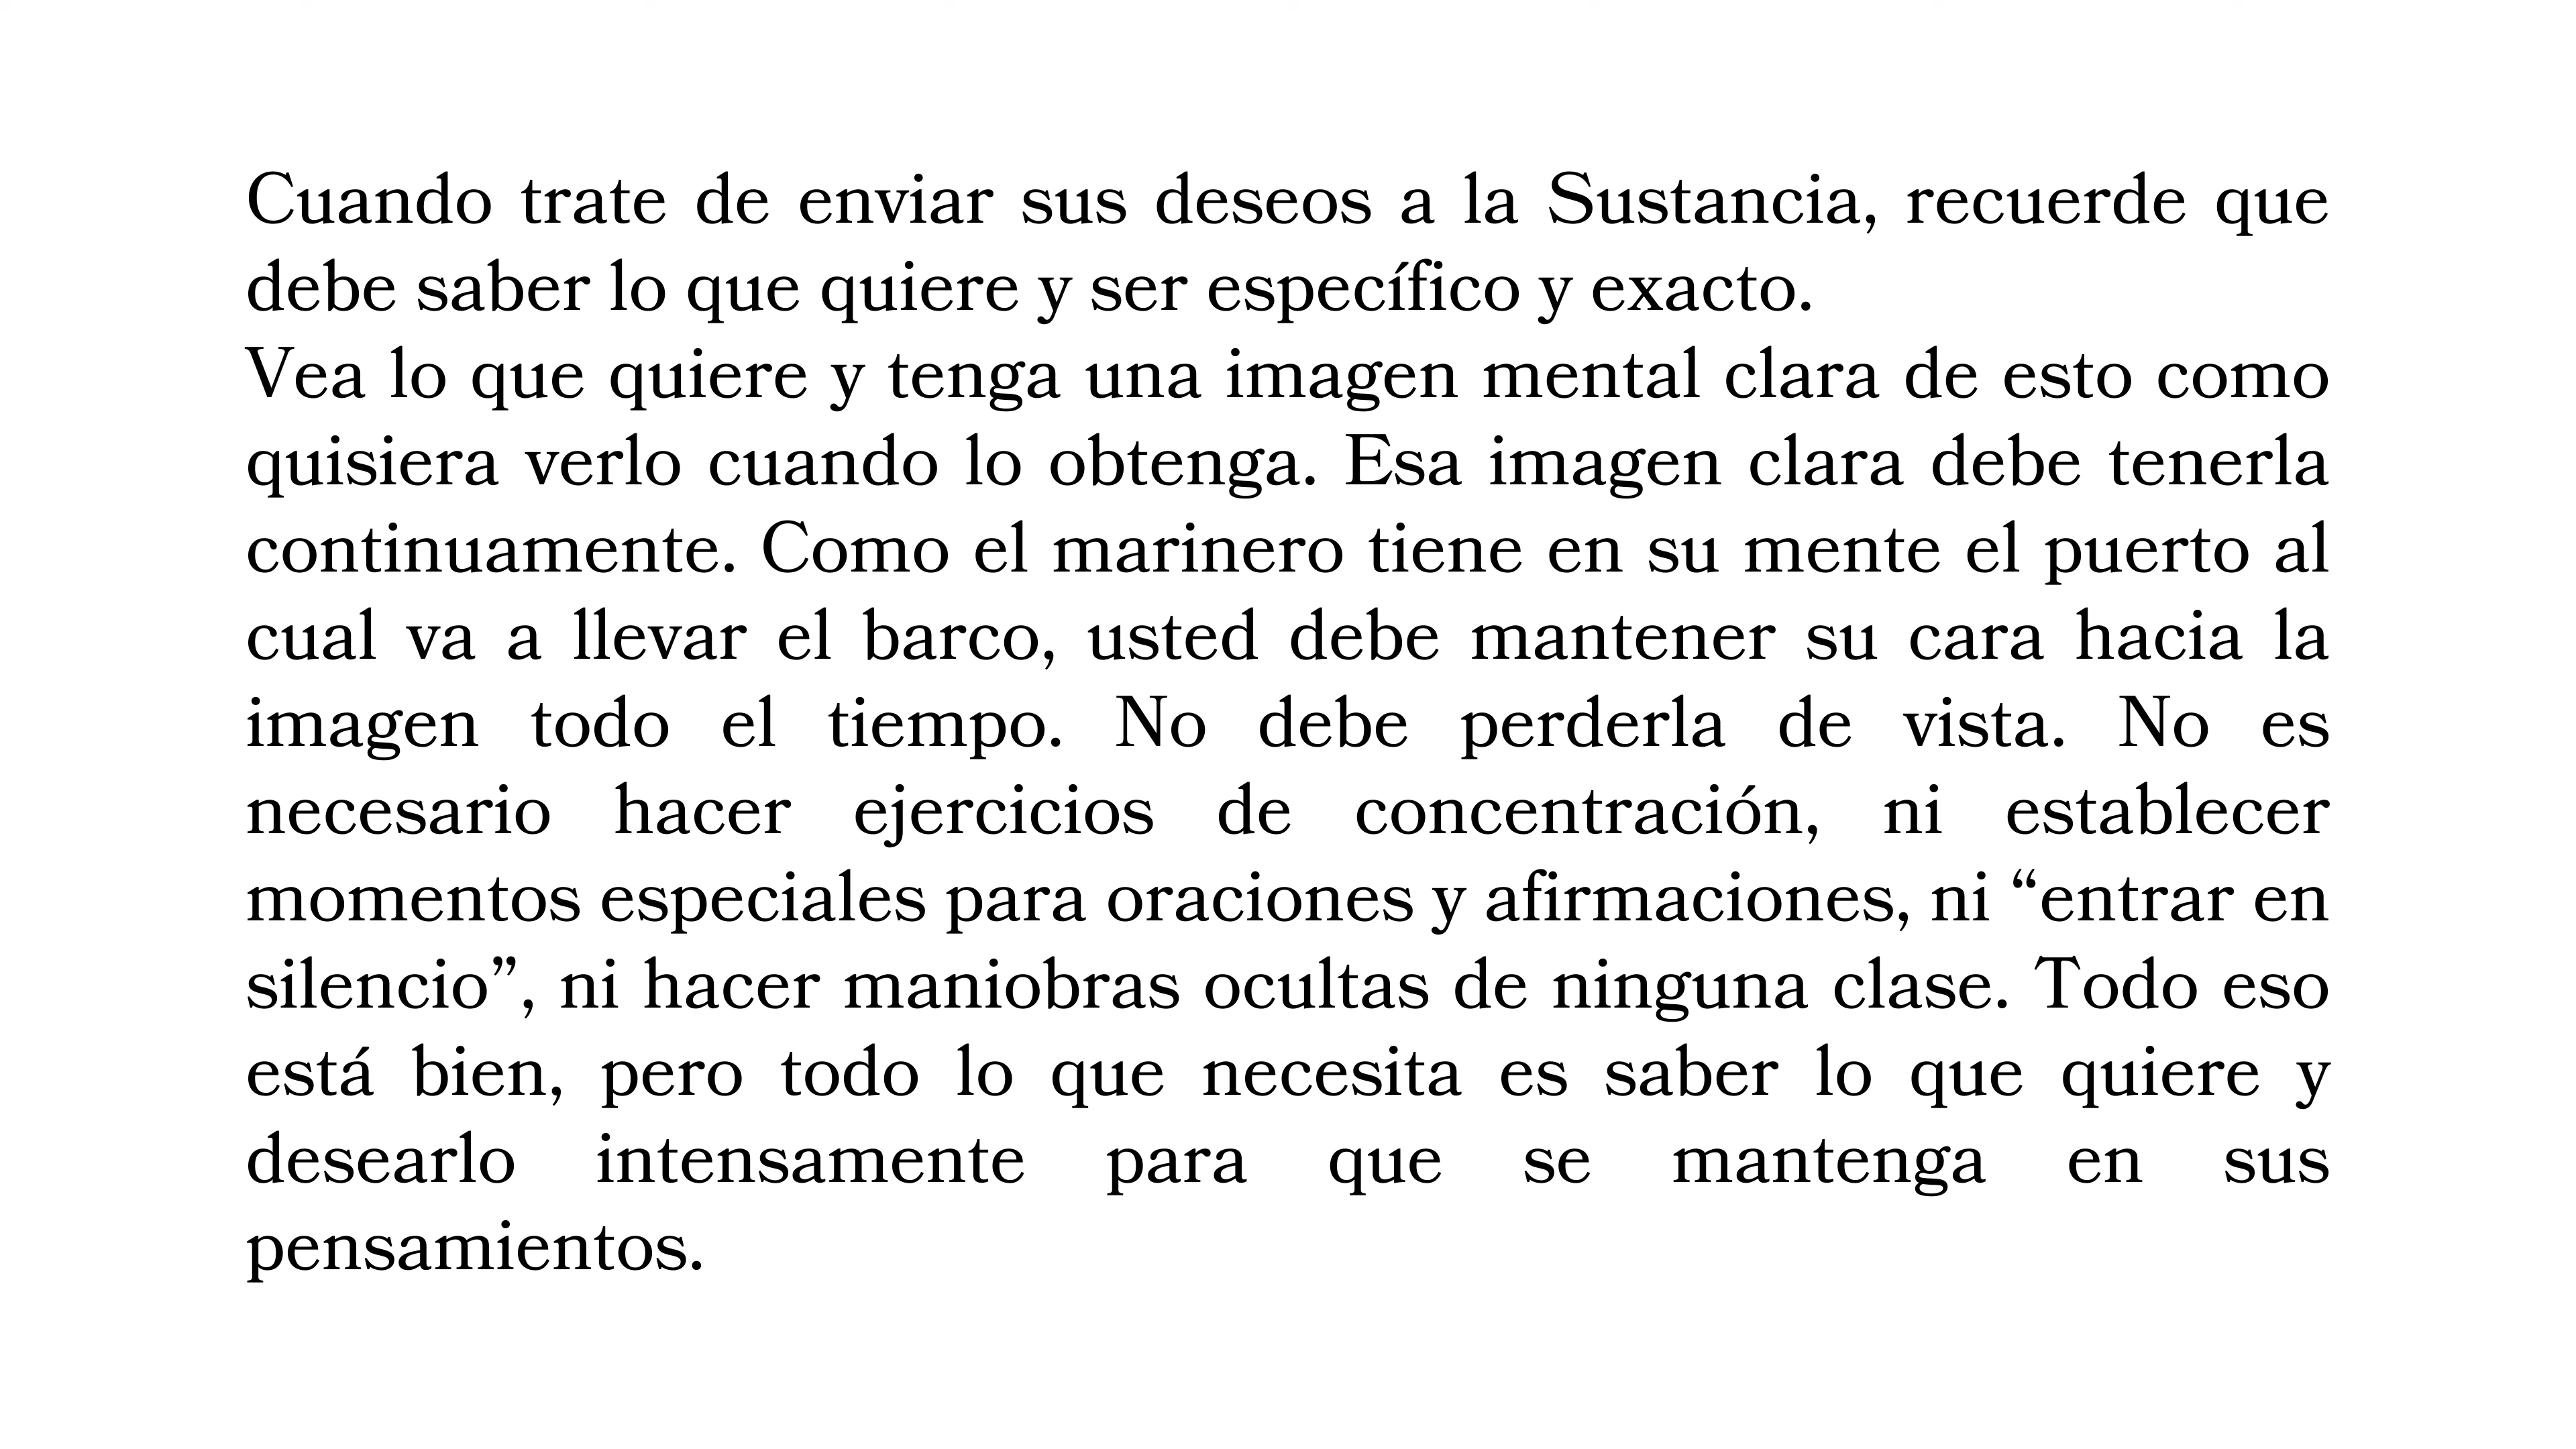 Cuando trate de enviar sus deseos a la Sustancia, recuerde que
debe saber lo que quiere y ser específico y exacto.
Vea lo que quiere y tenga una imagen mental clara de esto como
quisiera verlo cuando lo obtenga. Esa imagen clara debe tenerla
continuamente. Como el marinero tiene en su mente el puerto al
cual va a llevar el barco, usted debe mantener su cara hacia la
imagen todo el tiempo. No debe perderla de vista. No es
necesario hacer ejercicios de concentración, ni establecer
momentos especiales para oraciones y afirmaciones, ni “entrar en
silencio”, ni hacer maniobras ocultas de ninguna clase. Todo eso
está bien, pero todo lo que necesita es saber lo que quiere y
desearlo intensamente para que se mantenga en sus
pensamientos.